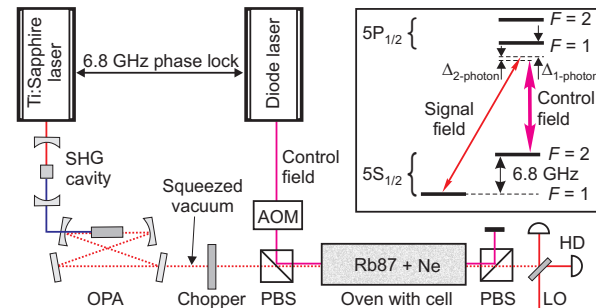 Ti:Sapphire
laser
6.8 GHz phase lock
Diode laser
SHG
cavity
Squeezed
vacuum
Control
field
AOM
OPA
Chopper
PBS
Rb87 + Ne
Oven with cell
PBS
HD
LO
5P1/2
F = 2
F = 1
Δ2-photon
Δ1-photon
Signal
field
Control
field
5S1/2
F = 2
6.8 GHz
F = 1